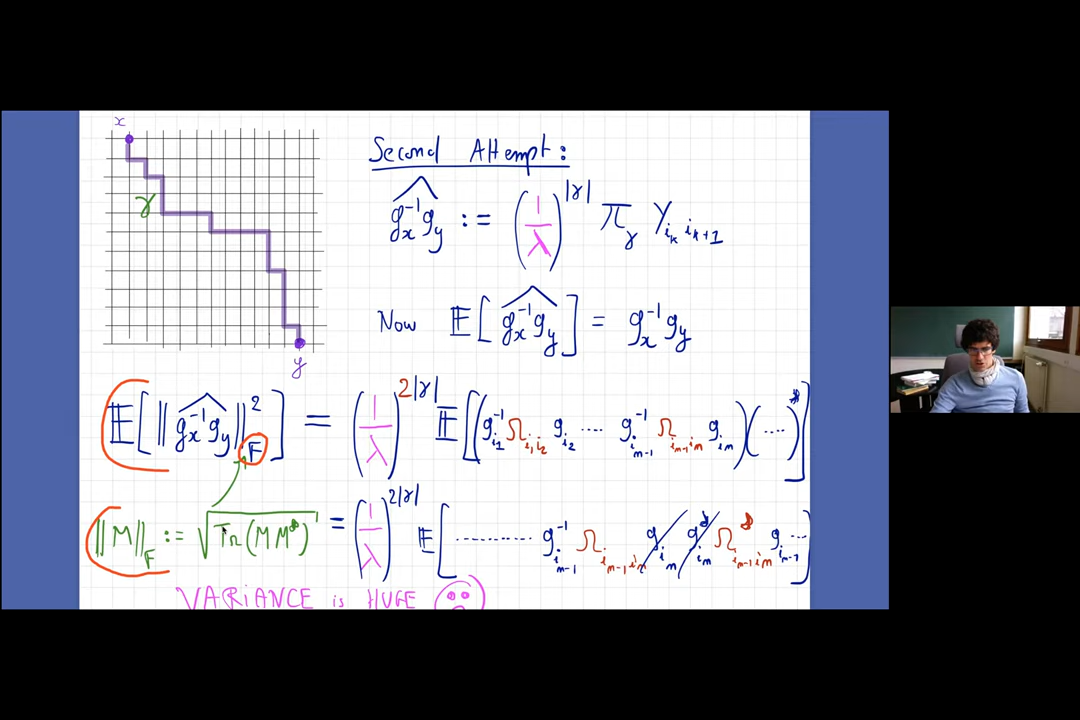 x
γ
y
Second Attempt:
\widehat{g_x^{-1} g_y} := (1/λ)^{|γ|} π_γ Y_{i_k i_{k+1}}
Now 𝔼[\widehat{g_x^{-1} g_y}] = g_x^{-1} g_y
𝔼[‖\widehat{g_x^{-1} g_y}‖_F^2] = (1/λ)^{2|γ|} 𝔼[(g_{i_1}^{-1} Ω_{i_1 i_2} g_{i_2} .... g_{i_{m-1}}^{-1} Ω_{i_{m-1} i_m} g_{i_m})(....)^*]
‖M‖_F := √(Tr(MM^*)) = (1/λ)^{2|γ|} 𝔼[.......... g_{i_{m-1}}^{-1} Ω_{i_{m-1} i_m} g_{i_m} g_{i_m}^* Ω_{i_{m-1} i_m}^* g_{i_{m-1}} ...]
VARIANCE is HUGE